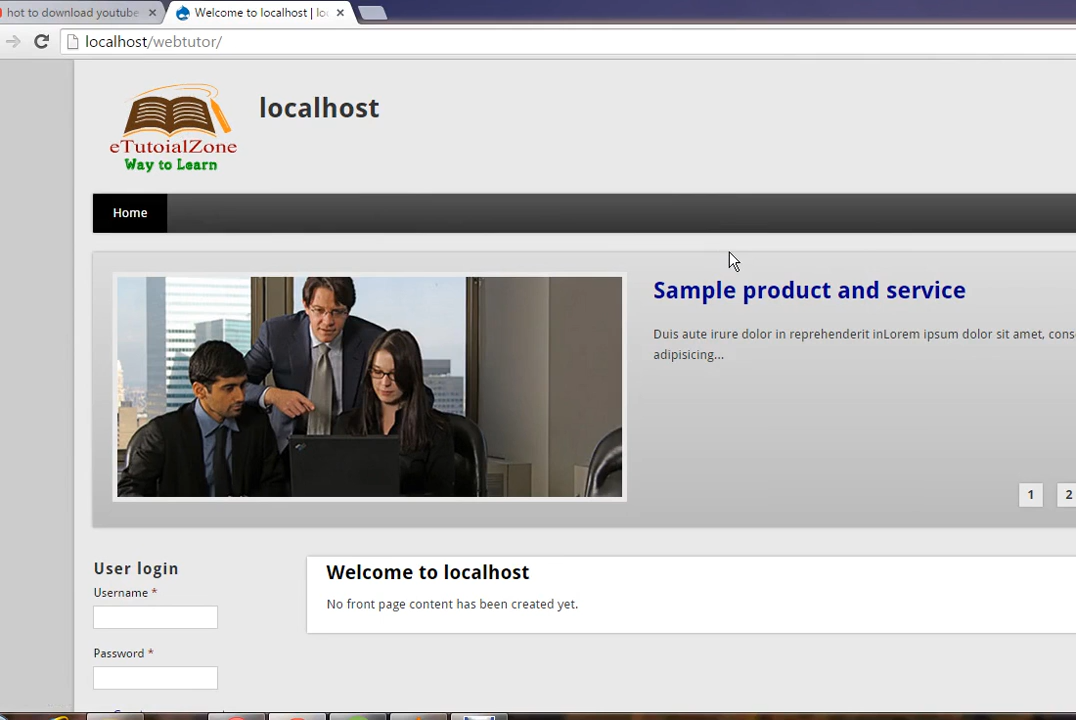 hot to download youtube
Welcome to localhost | lo
localhost/webtutor/
eTutoialZone
Way to Learn
localhost
Home
Sample product and service
Duis aute irure dolor in reprehenderit inLorem ipsum dolor sit amet, cons
adipisicing...
1 2
User login
Username *
Password *
Welcome to localhost
No front page content has been created yet.